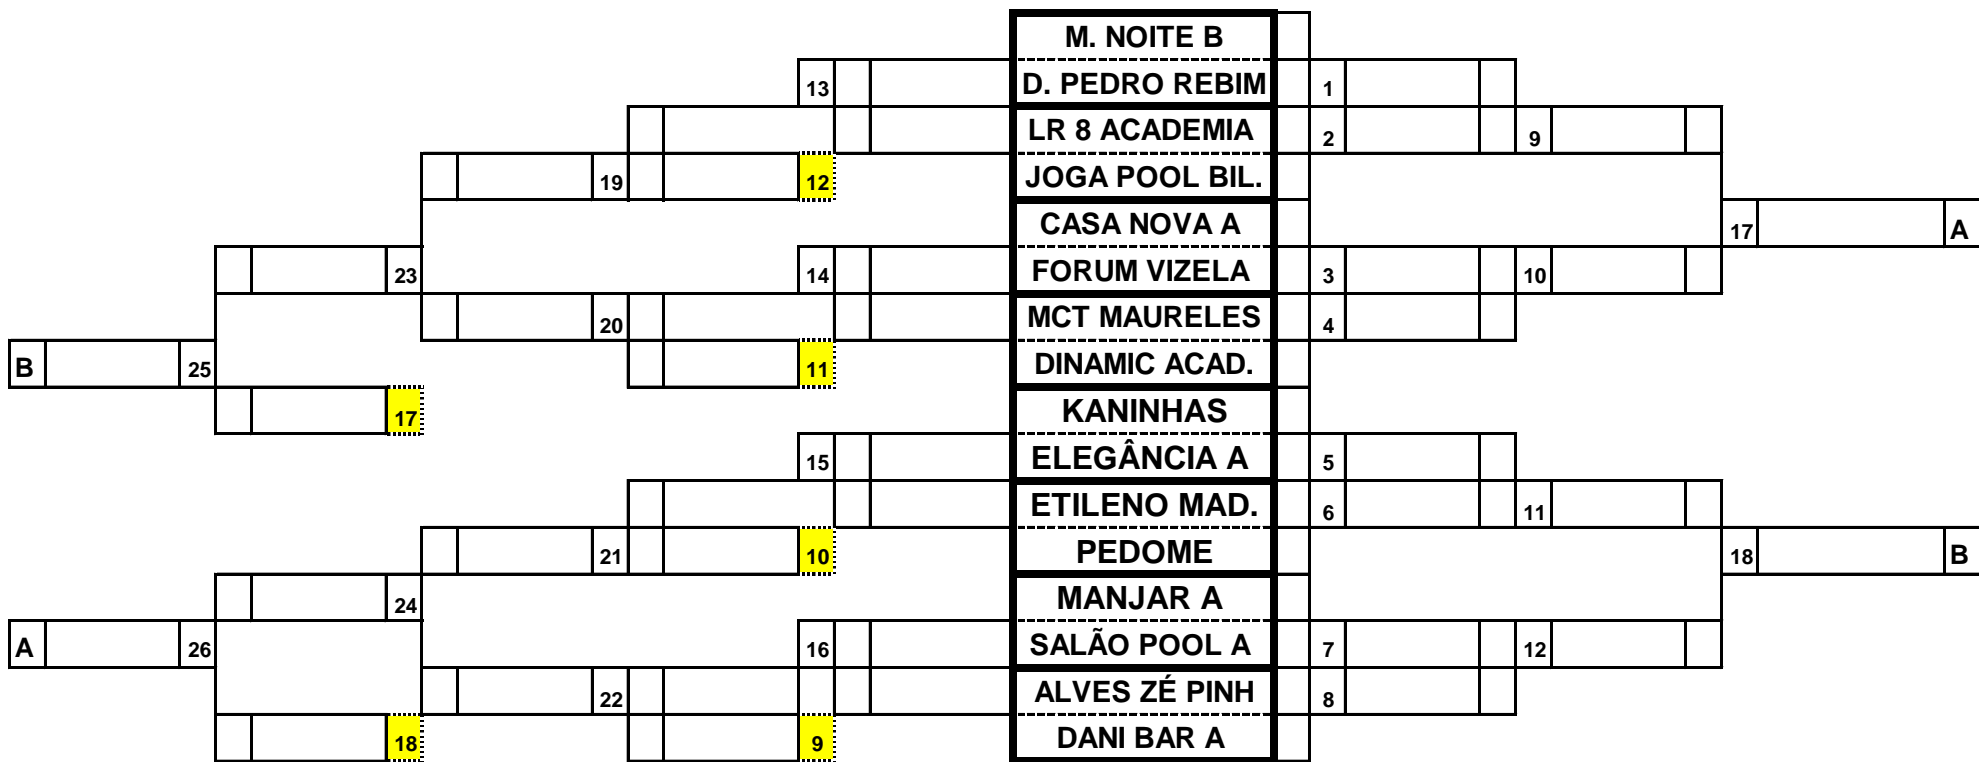 M. NOITE B
13 D. PEDRO REBIM 1
LR 8 ACADEMIA 2 9
19 12 JOGA POOL BIL.
CASA NOVA A 17 A
23 14 FORUM VIZELA 3 10
20 MCT MAURELES 4
B 25 11 DINAMIC ACAD.
17 KANINHAS
15 ELEGÂNCIA A 5
ETILENO MAD. 6 11
21 10 PEDOME 18 B
24 MANJAR A
A 26 16 SALÃO POOL A 7 12
22 ALVES ZÉ PINH 8
18 9 DANI BAR A